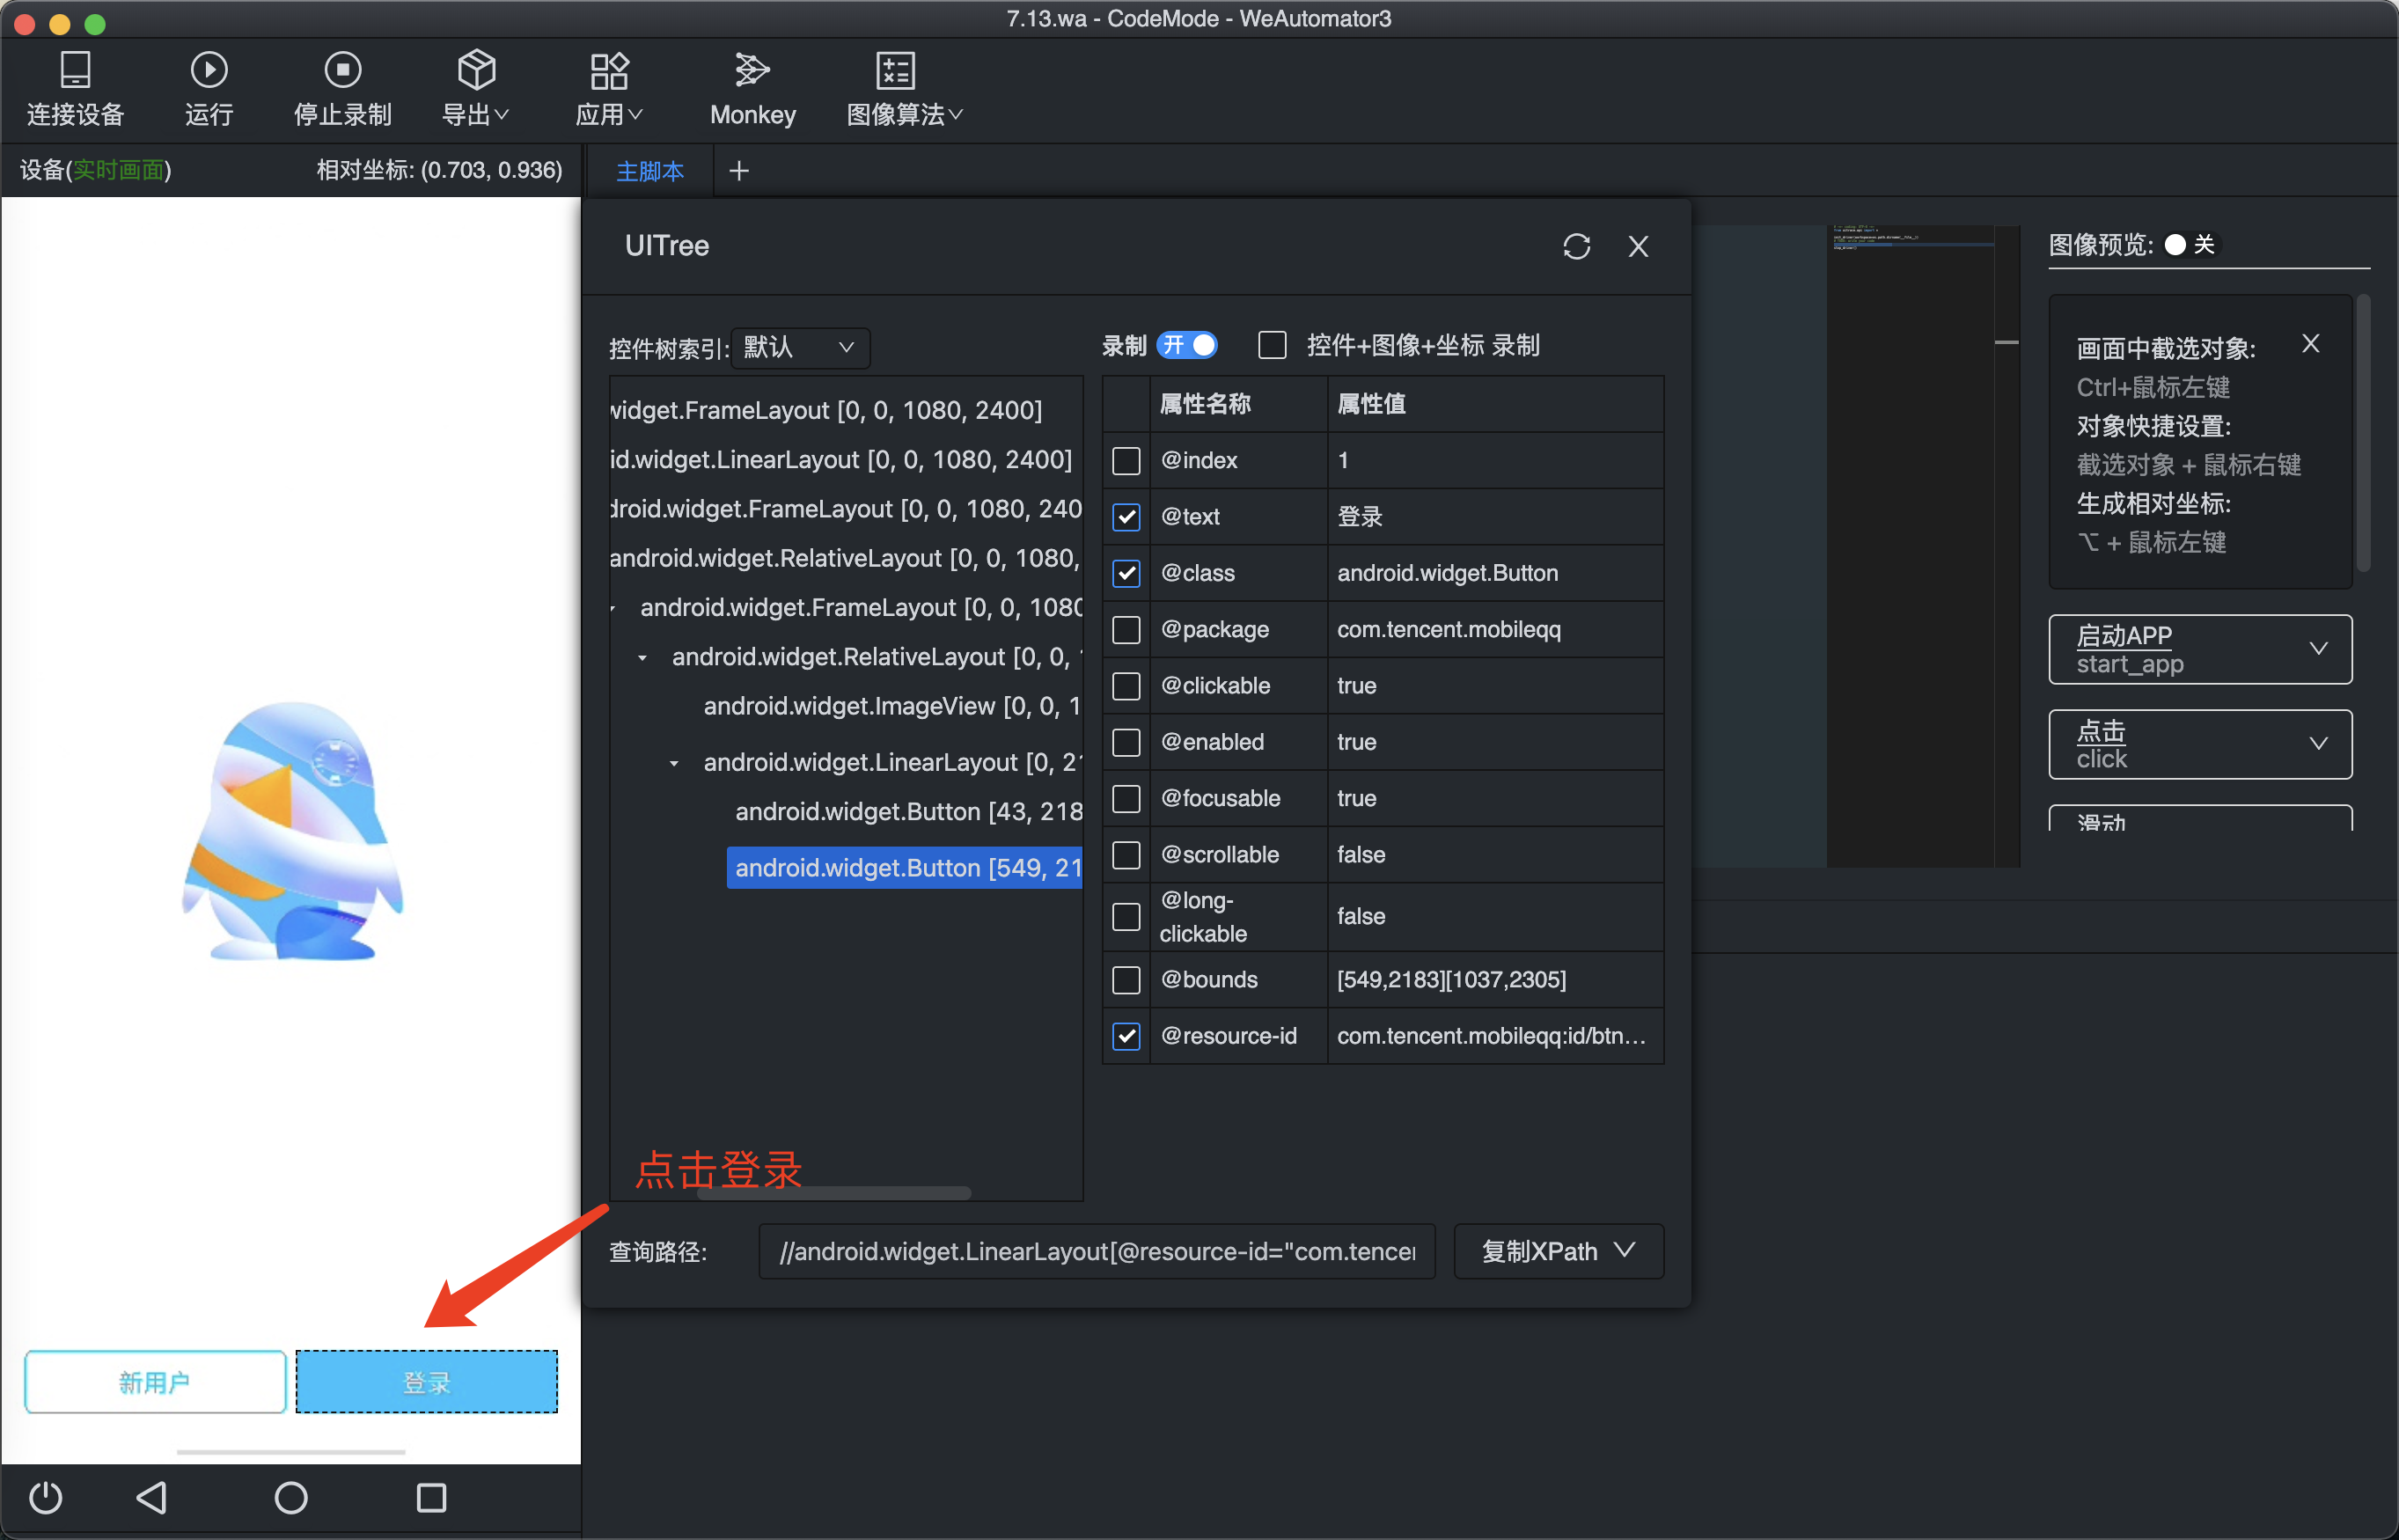 7.13.wa - CodeMode - WeAutomator3
连接设备
运行
停止录制
导出
应用
Monkey
图像算法
设备(实时画面)
相对坐标: (0.703, 0.936)
主脚本
UITree
控件树索引:
默认
录制
开
控件+图像+坐标 录制
widget.FrameLayout [0, 0, 1080, 2400]
id.widget.LinearLayout [0, 0, 1080, 2400]
droid.widget.FrameLayout [0, 0, 1080, 240
android.widget.RelativeLayout [0, 0, 1080,
android.widget.FrameLayout [0, 0, 1080
android.widget.RelativeLayout [0, 0,
android.widget.ImageView [0, 0, 1
android.widget.LinearLayout [0, 21
android.widget.Button [43, 218
android.widget.Button [549, 21
属性名称 属性值
@index 1
@text 登录
@class android.widget.Button
@package com.tencent.mobileqq
@clickable true
@enabled true
@focusable true
@scrollable false
@long-
clickable false
@bounds [549,2183][1037,2305]
@resource-id com.tencent.mobileqq:id/btn...
点击登录
查询路径:
//android.widget.LinearLayout[@resource-id="com.tencer
复制XPath
新用户
登录
图像预览:
关
画面中截选对象:
Ctrl+鼠标左键
对象快捷设置:
截选对象 + 鼠标右键
生成相对坐标:
⌥ + 鼠标左键
启动APP
start_app
点击
click
滑动